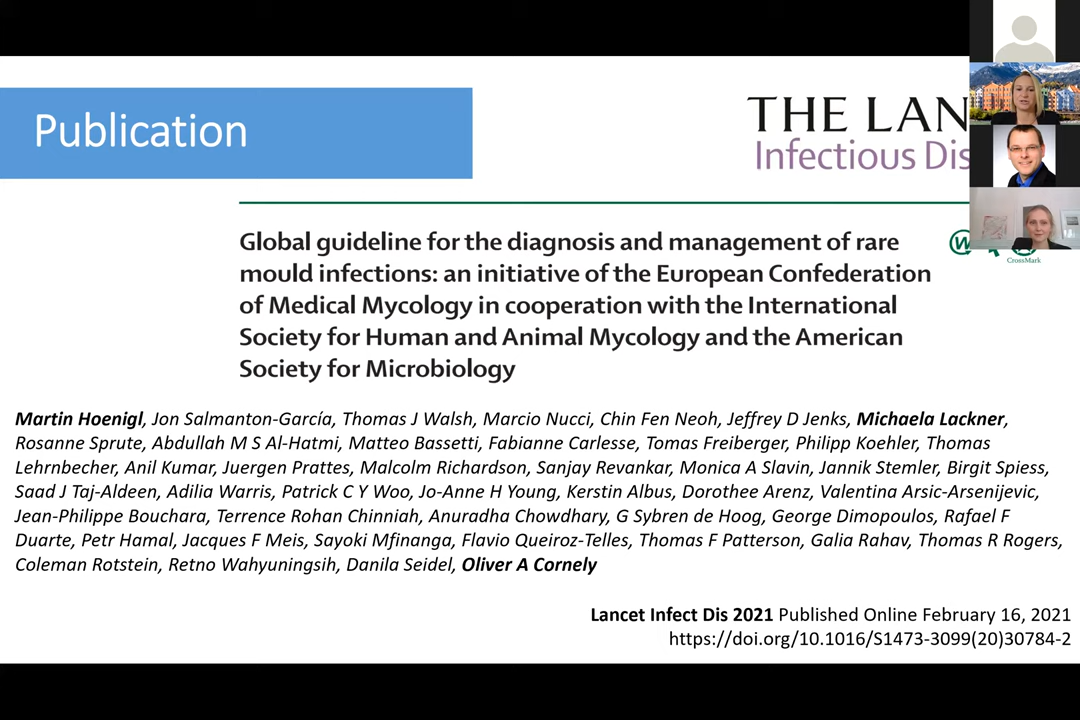 Publication
THE LAN
Infectious Dis
Global guideline for the diagnosis and management of rare
mould infections: an initiative of the European Confederation
of Medical Mycology in cooperation with the International
Society for Human and Animal Mycology and the American
Society for Microbiology
CrossMark
Martin Hoenigl, Jon Salmanton-García, Thomas J Walsh, Marcio Nucci, Chin Fen Neoh, Jeffrey D Jenks, Michaela Lackner,
Rosanne Sprute, Abdullah M S Al-Hatmi, Matteo Bassetti, Fabianne Carlesse, Tomas Freiberger, Philipp Koehler, Thomas
Lehrnbecher, Anil Kumar, Juergen Prattes, Malcolm Richardson, Sanjay Revankar, Monica A Slavin, Jannik Stemler, Birgit Spiess,
Saad J Taj-Aldeen, Adilia Warris, Patrick C Y Woo, Jo-Anne H Young, Kerstin Albus, Dorothee Arenz, Valentina Arsic-Arsenijevic,
Jean-Philippe Bouchara, Terrence Rohan Chinniah, Anuradha Chowdhary, G Sybren de Hoog, George Dimopoulos, Rafael F
Duarte, Petr Hamal, Jacques F Meis, Sayoki Mfinanga, Flavio Queiroz-Telles, Thomas F Patterson, Galia Rahav, Thomas R Rogers,
Coleman Rotstein, Retno Wahyuningsih, Danila Seidel, Oliver A Cornely
Lancet Infect Dis 2021 Published Online February 16, 2021
https://doi.org/10.1016/S1473-3099(20)30784-2